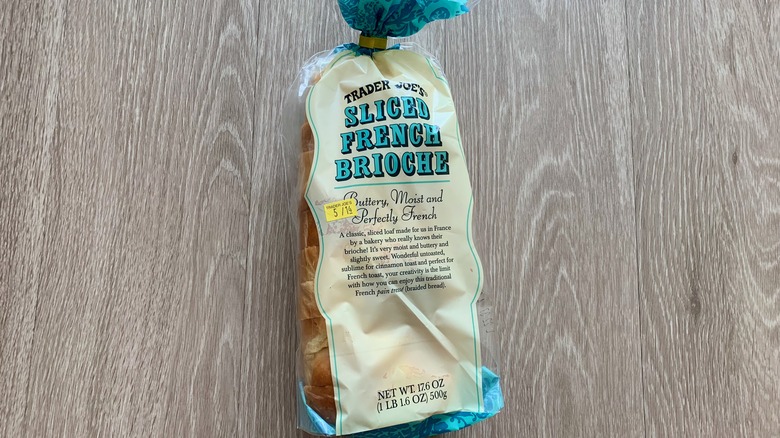 TRADER JOE'S
SLICED
FRENCH
BRIOCHE
Buttery, Moist and
Perfectly French
TRADER JOE'S
A classic, sliced loaf made for us in France
by a bakery who really knows their
brioche! It's very moist and buttery and
slightly sweet. Wonderful untoasted,
sublime for cinnamon toast and perfect for
French toast, your creativity is the limit
with how you can enjoy this traditional
French pain tressé (braided bread).
NET WT. 17.6 OZ
(1 LB 1.6 OZ) 500g